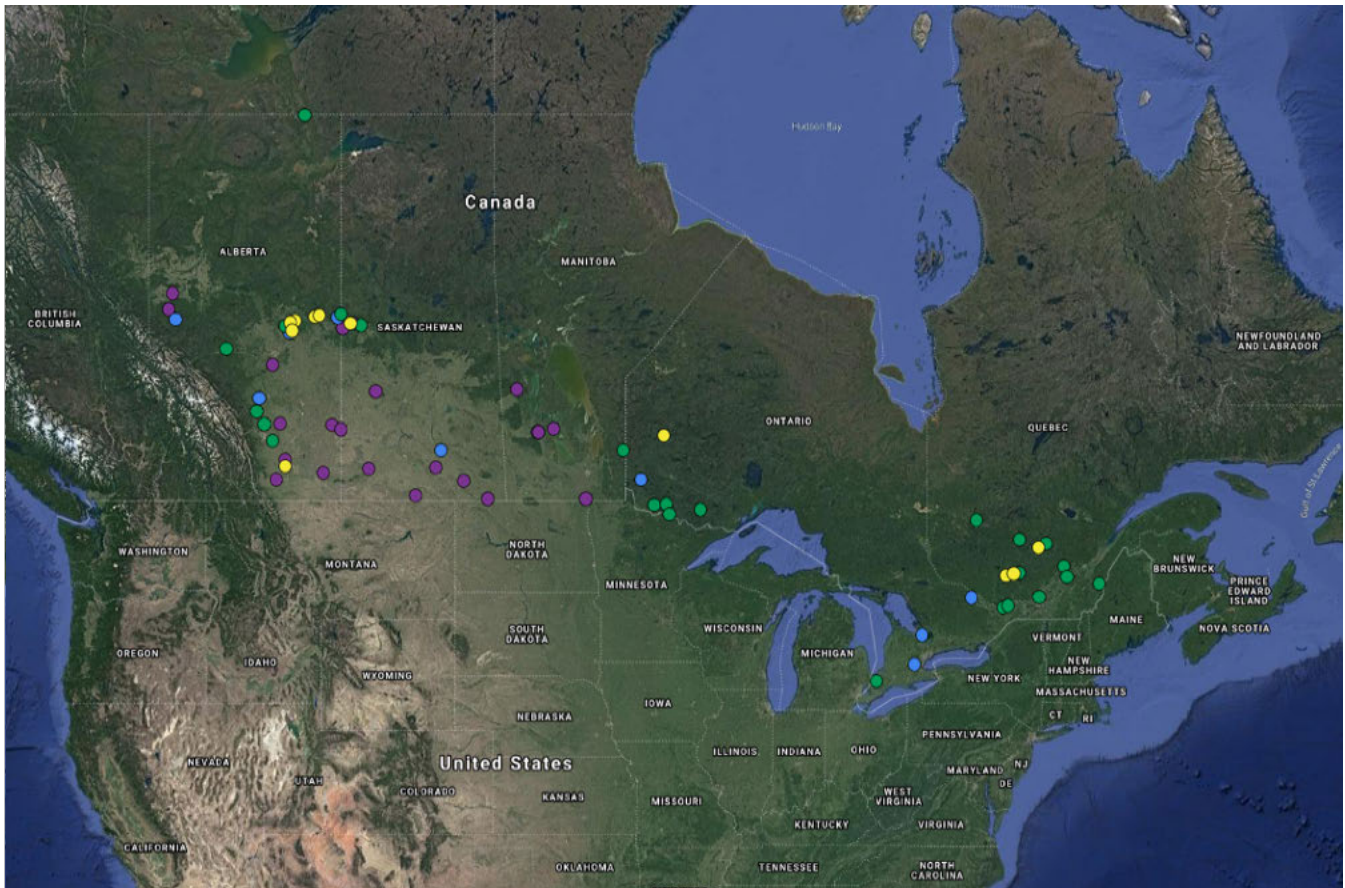 Hudson Bay
Canada
ALBERTA
MANITOBA
BRITISH
COLUMBIA
SASKATCHEWAN
NEWFOUNDLAND
AND LABRADOR
ONTARIO
QUEBEC
Gulf of St Lawrence
WASHINGTON
MONTANA
NORTH
DAKOTA
MINNESOTA
NEW
BRUNSWICK
PRINCE
EDWARD
ISLAND
NOVA SCOTIA
MAINE
VERMONT
WISCONSIN
SOUTH
DAKOTA
MICHIGAN
OREGON
IDAHO
WYOMING
NEW
HAMPSHIRE
NEW YORK
MASSACHUSETTS
IOWA
CT
RI
NEBRASKA
PENNSYLVANIA
ILLINOIS
INDIANA
OHIO
NEVADA
United States
UTAH
NJ
MARYLAND
DE
COLORADO
KANSAS
MISSOURI
WEST
VIRGINIA
KENTUCKY
VIRGINIA
CALIFORNIA
OKLAHOMA
TENNESSEE
NORTH
CAROLINA